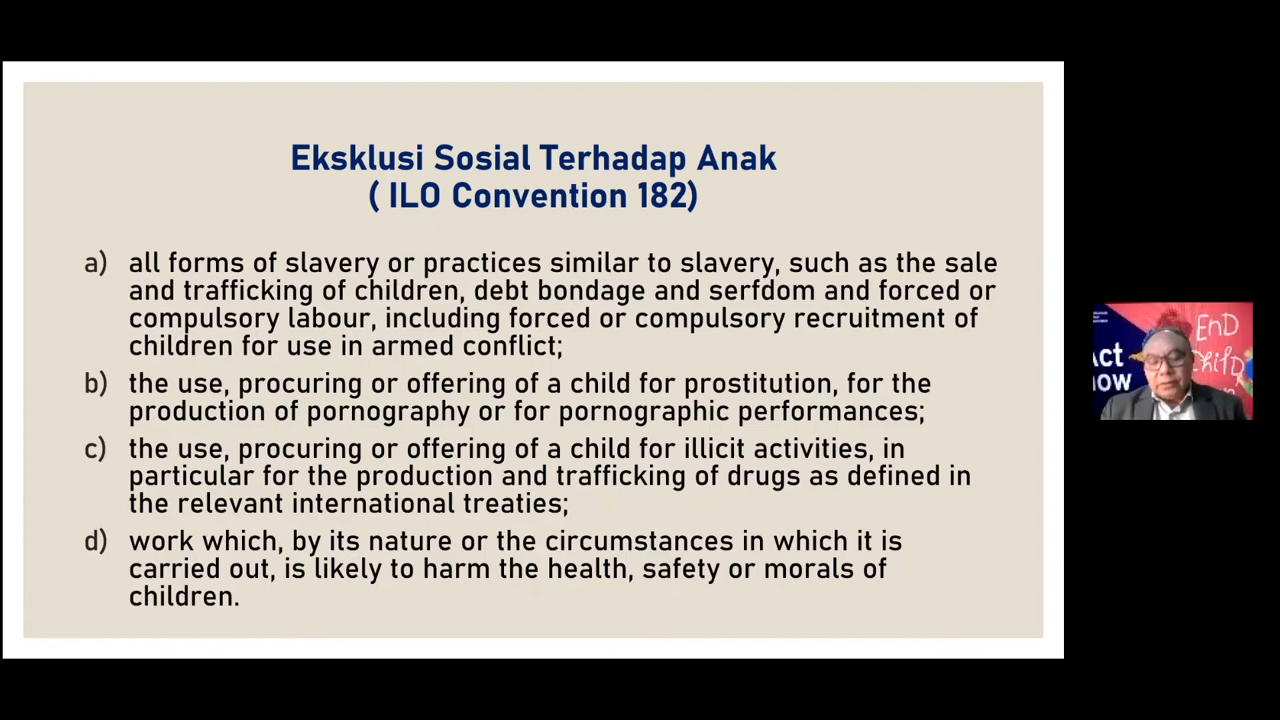 Eksklusi Sosial Terhadap Anak
( ILO Convention 182)
a) all forms of slavery or practices similar to slavery, such as the sale
and trafficking of children, debt bondage and serfdom and forced or
compulsory labour, including forced or compulsory recruitment of
children for use in armed conflict;
b) the use, procuring or offering of a child for prostitution, for the
production of pornography or for pornographic performances;
c) the use, procuring or offering of a child for illicit activities, in
particular for the production and trafficking of drugs as defined in
the relevant international treaties;
d) work which, by its nature or the circumstances in which it is
carried out, is likely to harm the health, safety or morals of
children.
EnD
ChilD